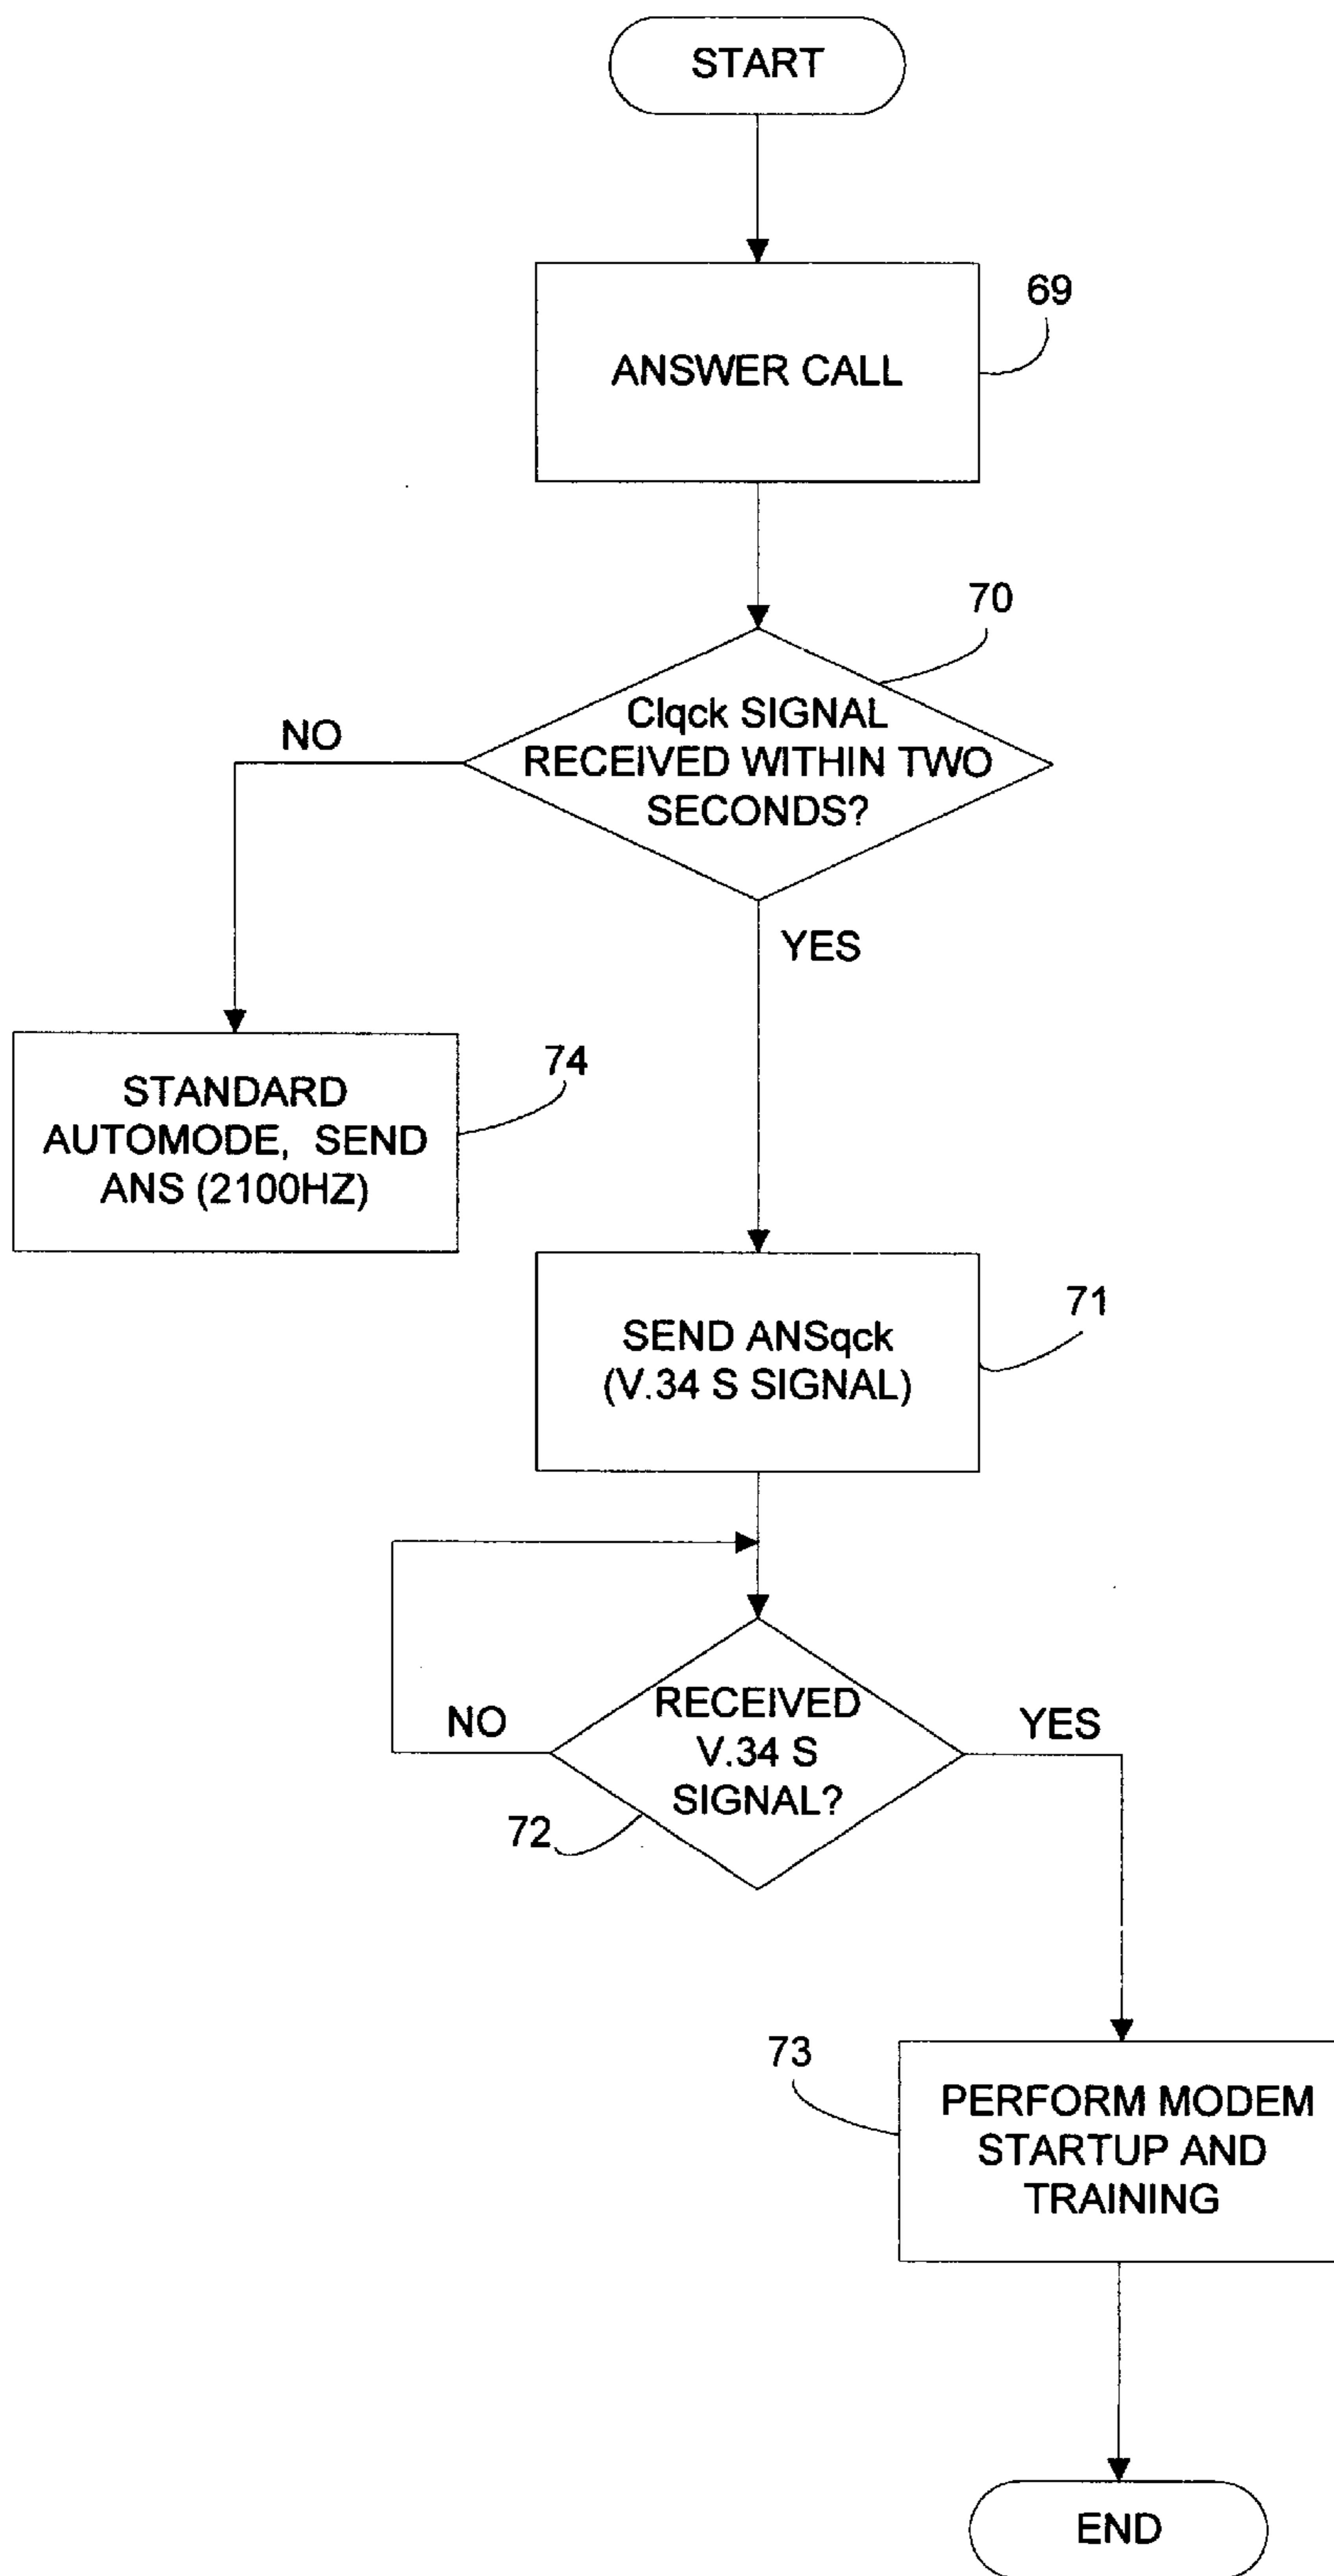 START
ANSWER CALL
69
70
CIqck SIGNAL
RECEIVED WITHIN TWO
SECONDS?
NO
YES
STANDARD
AUTOMODE, SEND
ANS (2100HZ)
74
SEND ANSqck
(V.34 S SIGNAL)
71
RECEIVED
V.34 S
SIGNAL?
NO
YES
72
73
PERFORM MODEM
STARTUP AND
TRAINING
END